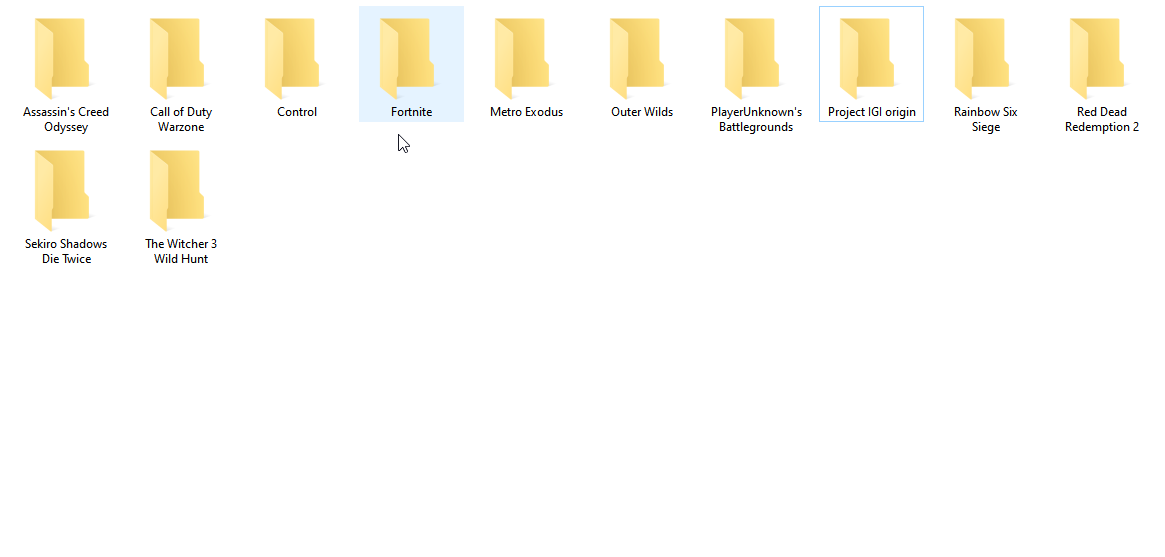 Assassin's Creed
Odyssey
Call of Duty
Warzone
Control
Fortnite
Metro Exodus
Outer Wilds
PlayerUnknown's
Battlegrounds
Project IGI origin
Rainbow Six
Siege
Red Dead
Redemption 2
Sekiro Shadows
Die Twice
The Witcher 3
Wild Hunt